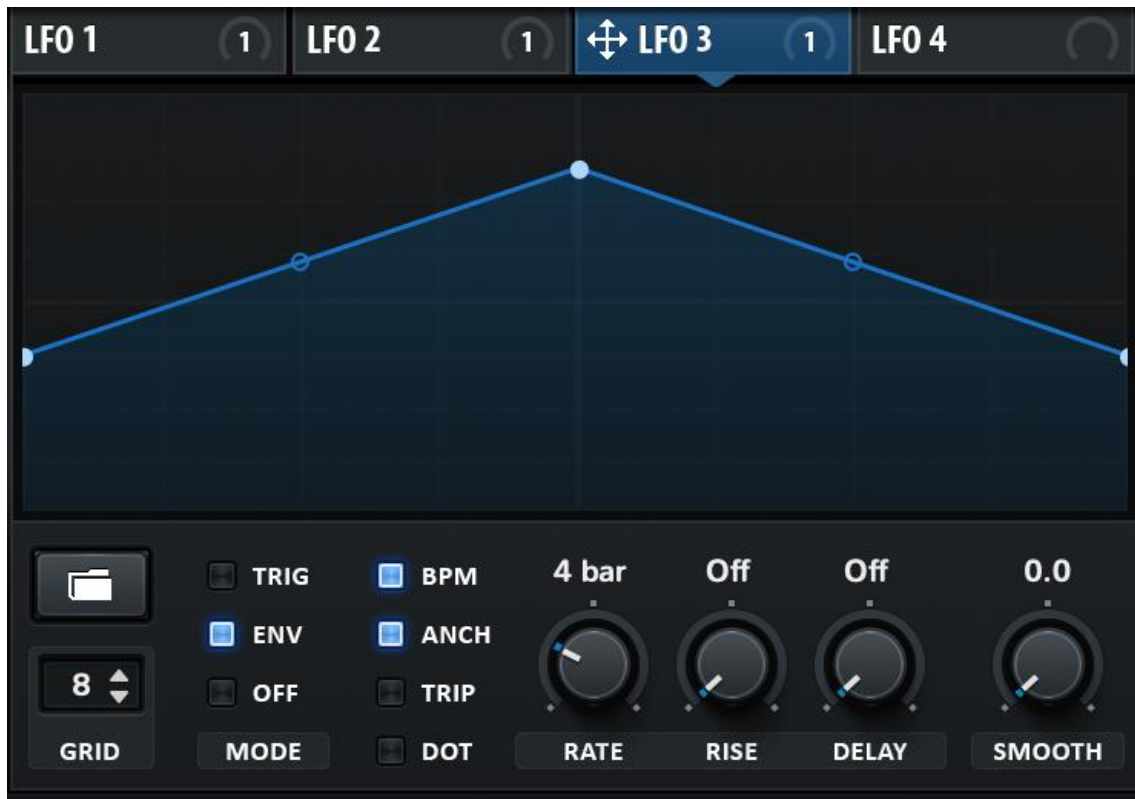 LFO 1 1 LFO 2 1 LFO 3 1 LFO 4
4 bar Off Off 0.0
TRIG BPM
ENV ANCH
8 OFF TRIP
GRID MODE DOT RATE RISE DELAY SMOOTH